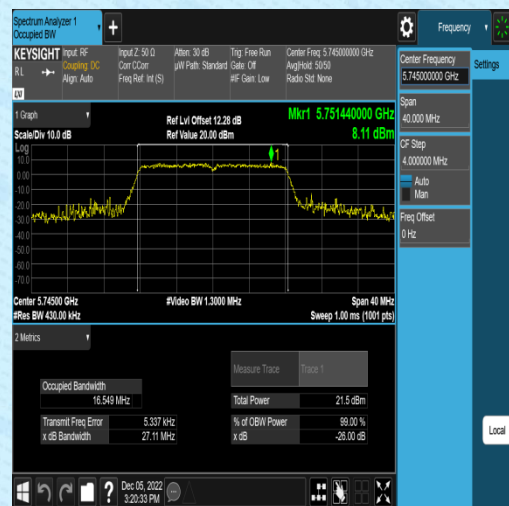 Spectrum Analyzer 1
Occupied BW
Frequency
KEYSIGHT
Input: RF
Input Z: 50 Ω
Atten: 30 dB
Trig: Free Run
Center Freq: 5.745000000 GHz
RL
Coupling: DC
Corr CCorr
µW Path: Standard
Gate: Off
Avg|Hold: 50/50
Align: Auto
Freq Ref: Int (S)
#IF Gain: Low
Radio Std: None
Center Frequency
5.745000000 GHz
Settings
Span
40.000 MHz
CF Step
4.000000 MHz
Auto
Man
Freq Offset
0 Hz
1 Graph
Ref Lvl Offset 12.28 dB
Mkr1 5.751440000 GHz
Scale/Div 10.0 dB
Ref Value 20.00 dBm
8.11 dBm
Log
10.0
0.00
-10.0
-20.0
-30.0
-40.0
-50.0
-60.0
-70.0
1
Center 5.74500 GHz
#Video BW 1.3000 MHz
Span 40 MHz
#Res BW 430.00 kHz
Sweep 1.00 ms (1001 pts)
2 Metrics
Measure Trace
Trace 1
Occupied Bandwidth
16.549 MHz
Total Power
21.5 dBm
Transmit Freq Error
5.337 kHz
% of OBW Power
99.00 %
x dB Bandwidth
27.11 MHz
x dB
-26.00 dB
Local
Dec 05, 2022
3:20:33 PM